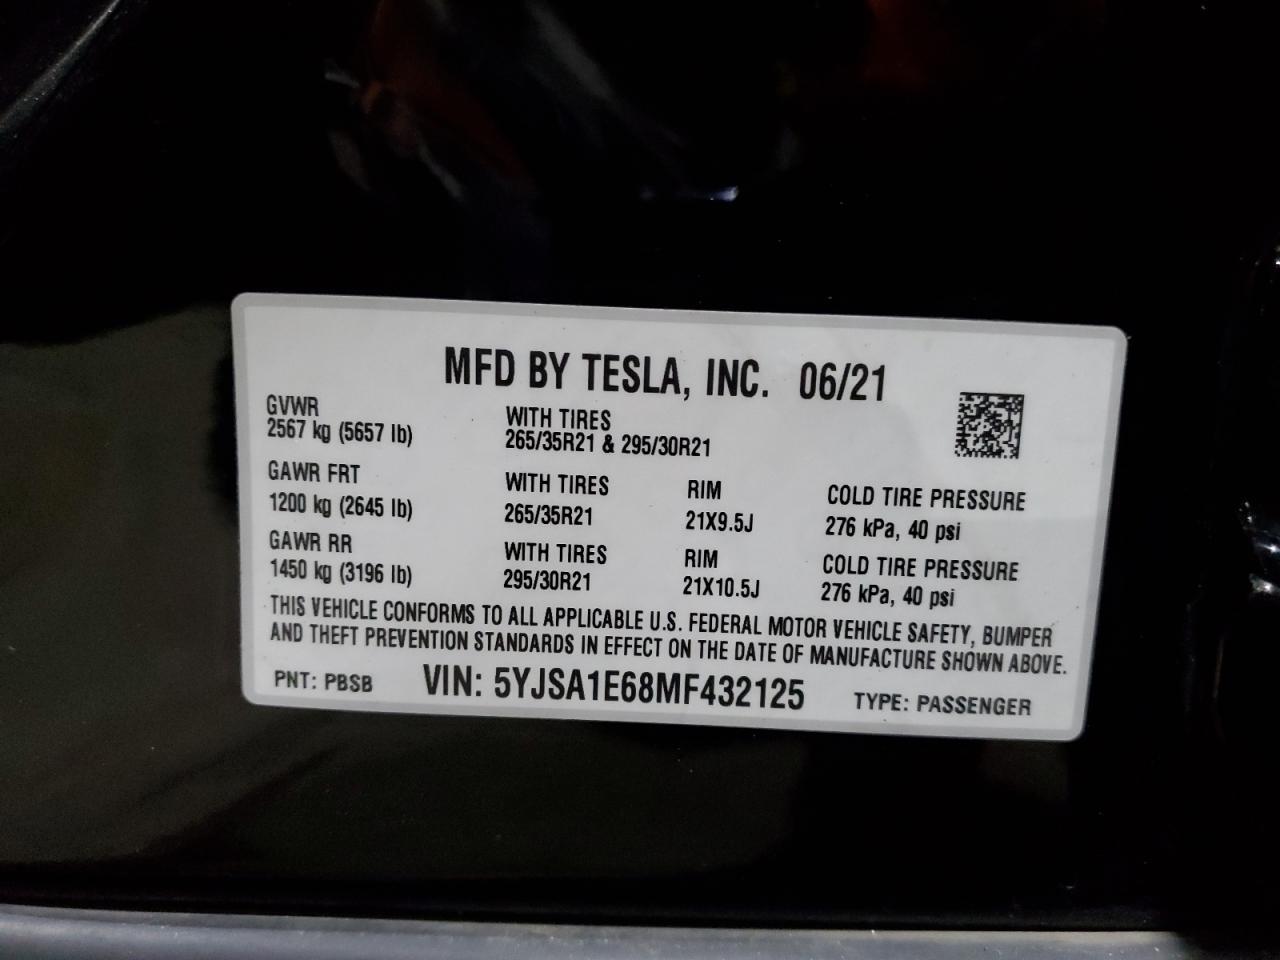 MFD BY TESLA, INC. 06/21
GVWR
2567 kg (5657 lb)
WITH TIRES
265/35R21 & 295/30R21
GAWR FRT WITH TIRES RIM COLD TIRE PRESSURE
1200 kg (2645 lb) 265/35R21 21X9.5J 276 kPa, 40 psi
GAWR RR WITH TIRES RIM COLD TIRE PRESSURE
1450 kg (3196 lb) 295/30R21 21X10.5J 276 kPa, 40 psi
THIS VEHICLE CONFORMS TO ALL APPLICABLE U.S. FEDERAL MOTOR VEHICLE SAFETY, BUMPER
AND THEFT PREVENTION STANDARDS IN EFFECT ON THE DATE OF MANUFACTURE SHOWN ABOVE.
PNT: PBSB VIN: 5YJSA1E68MF432125 TYPE: PASSENGER